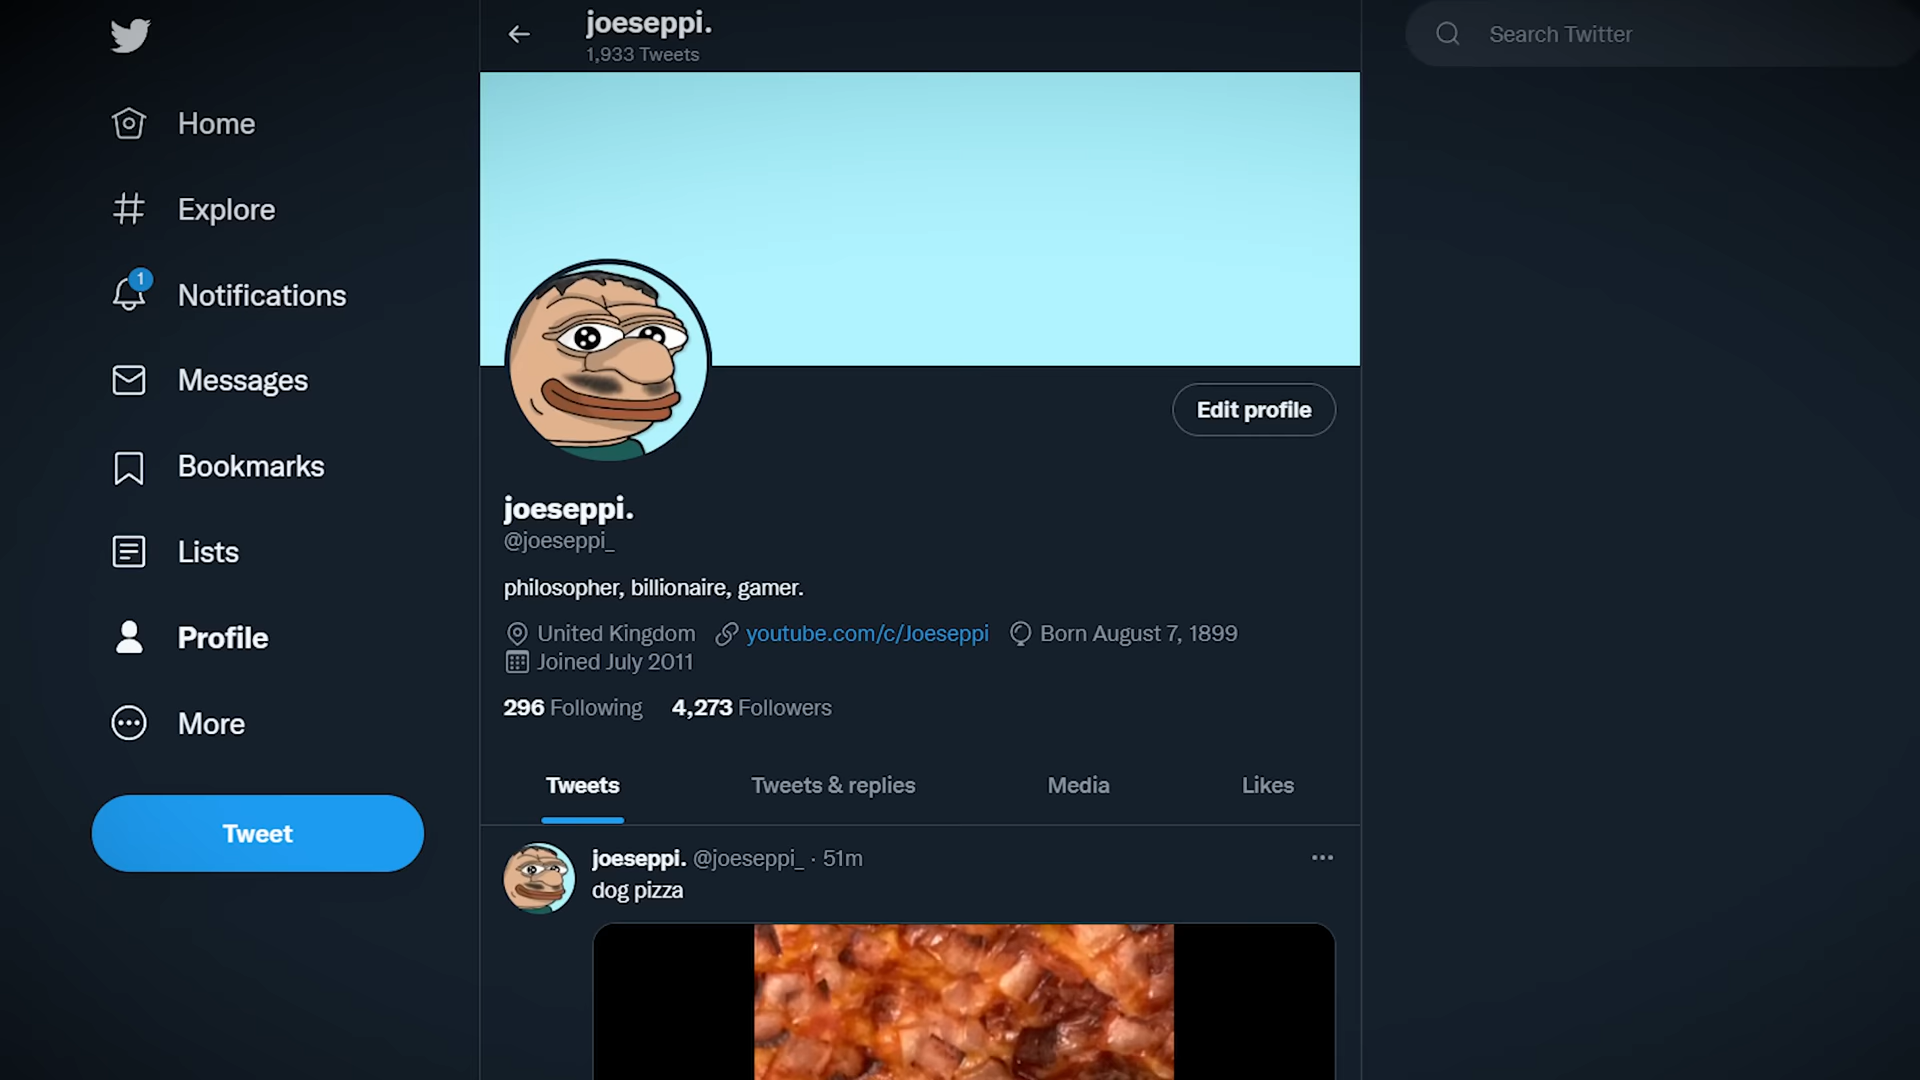 joeseppi.
1,933 Tweets
Search Twitter
Home
Explore
1
Notifications
Messages
Bookmarks
Lists
Profile
More
Tweet
Edit profile
joeseppi.
@joeseppi_
philosopher, billionaire, gamer.
United Kingdom youtube.com/c/Joeseppi Born August 7, 1899
Joined July 2011
296 Following 4,273 Followers
Tweets Tweets & replies Media Likes
joeseppi. @joeseppi_ · 51m
dog pizza